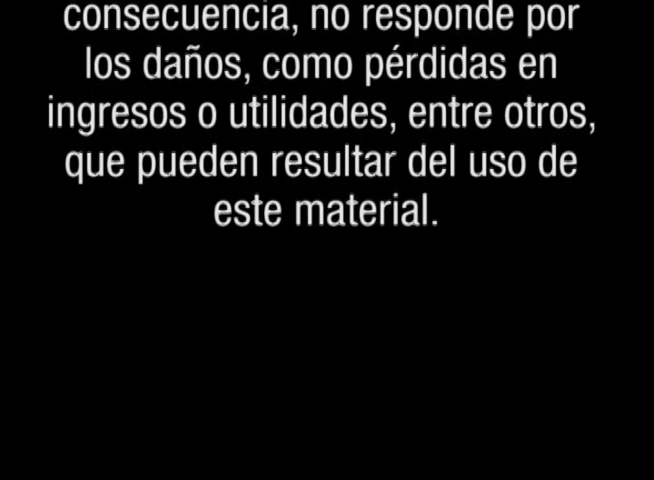 consecuencia, no responde por
los daños, como pérdidas en
ingresos o utilidades, entre otros,
que pueden resultar del uso de
este material.